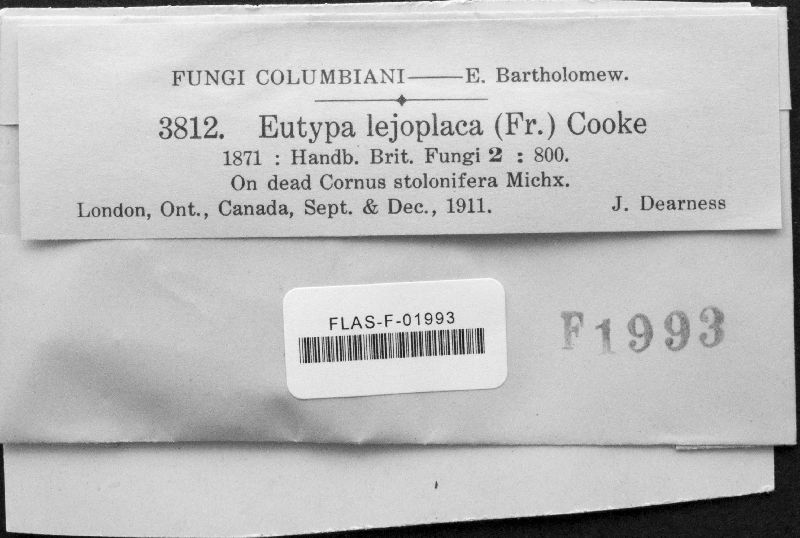 FUNGI COLUMBIANI——E. Bartholomew.
3812. Eutypa lejoplaca (Fr.) Cooke
1871 : Handb. Brit. Fungi 2 : 800.
On dead Cornus stolonifera Michx.
London, Ont., Canada, Sept. & Dec., 1911. J. Dearness
FLAS-F-01993
F1993